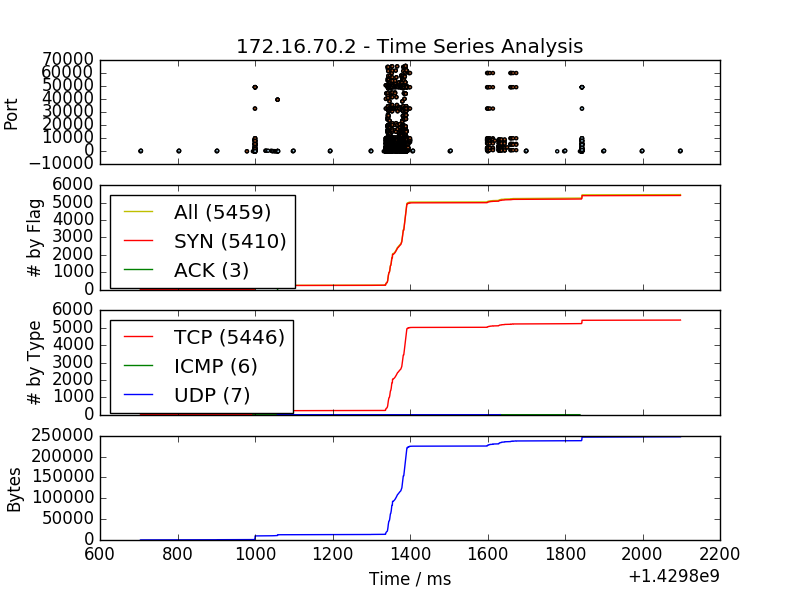 172.16.70.2 - Time Series Analysis
Port
70000
60000
50000
40000
30000
20000
10000
0
−10000
# by Flag
6000
5000
4000
3000
2000
1000
0
All (5459)
SYN (5410)
ACK (3)
# by Type
6000
5000
4000
3000
2000
1000
0
TCP (5446)
ICMP (6)
UDP (7)
Bytes
250000
200000
150000
100000
50000
0
600 800 1000 1200 1400 1600 1800 2000 2200
Time / ms
+1.4298e9